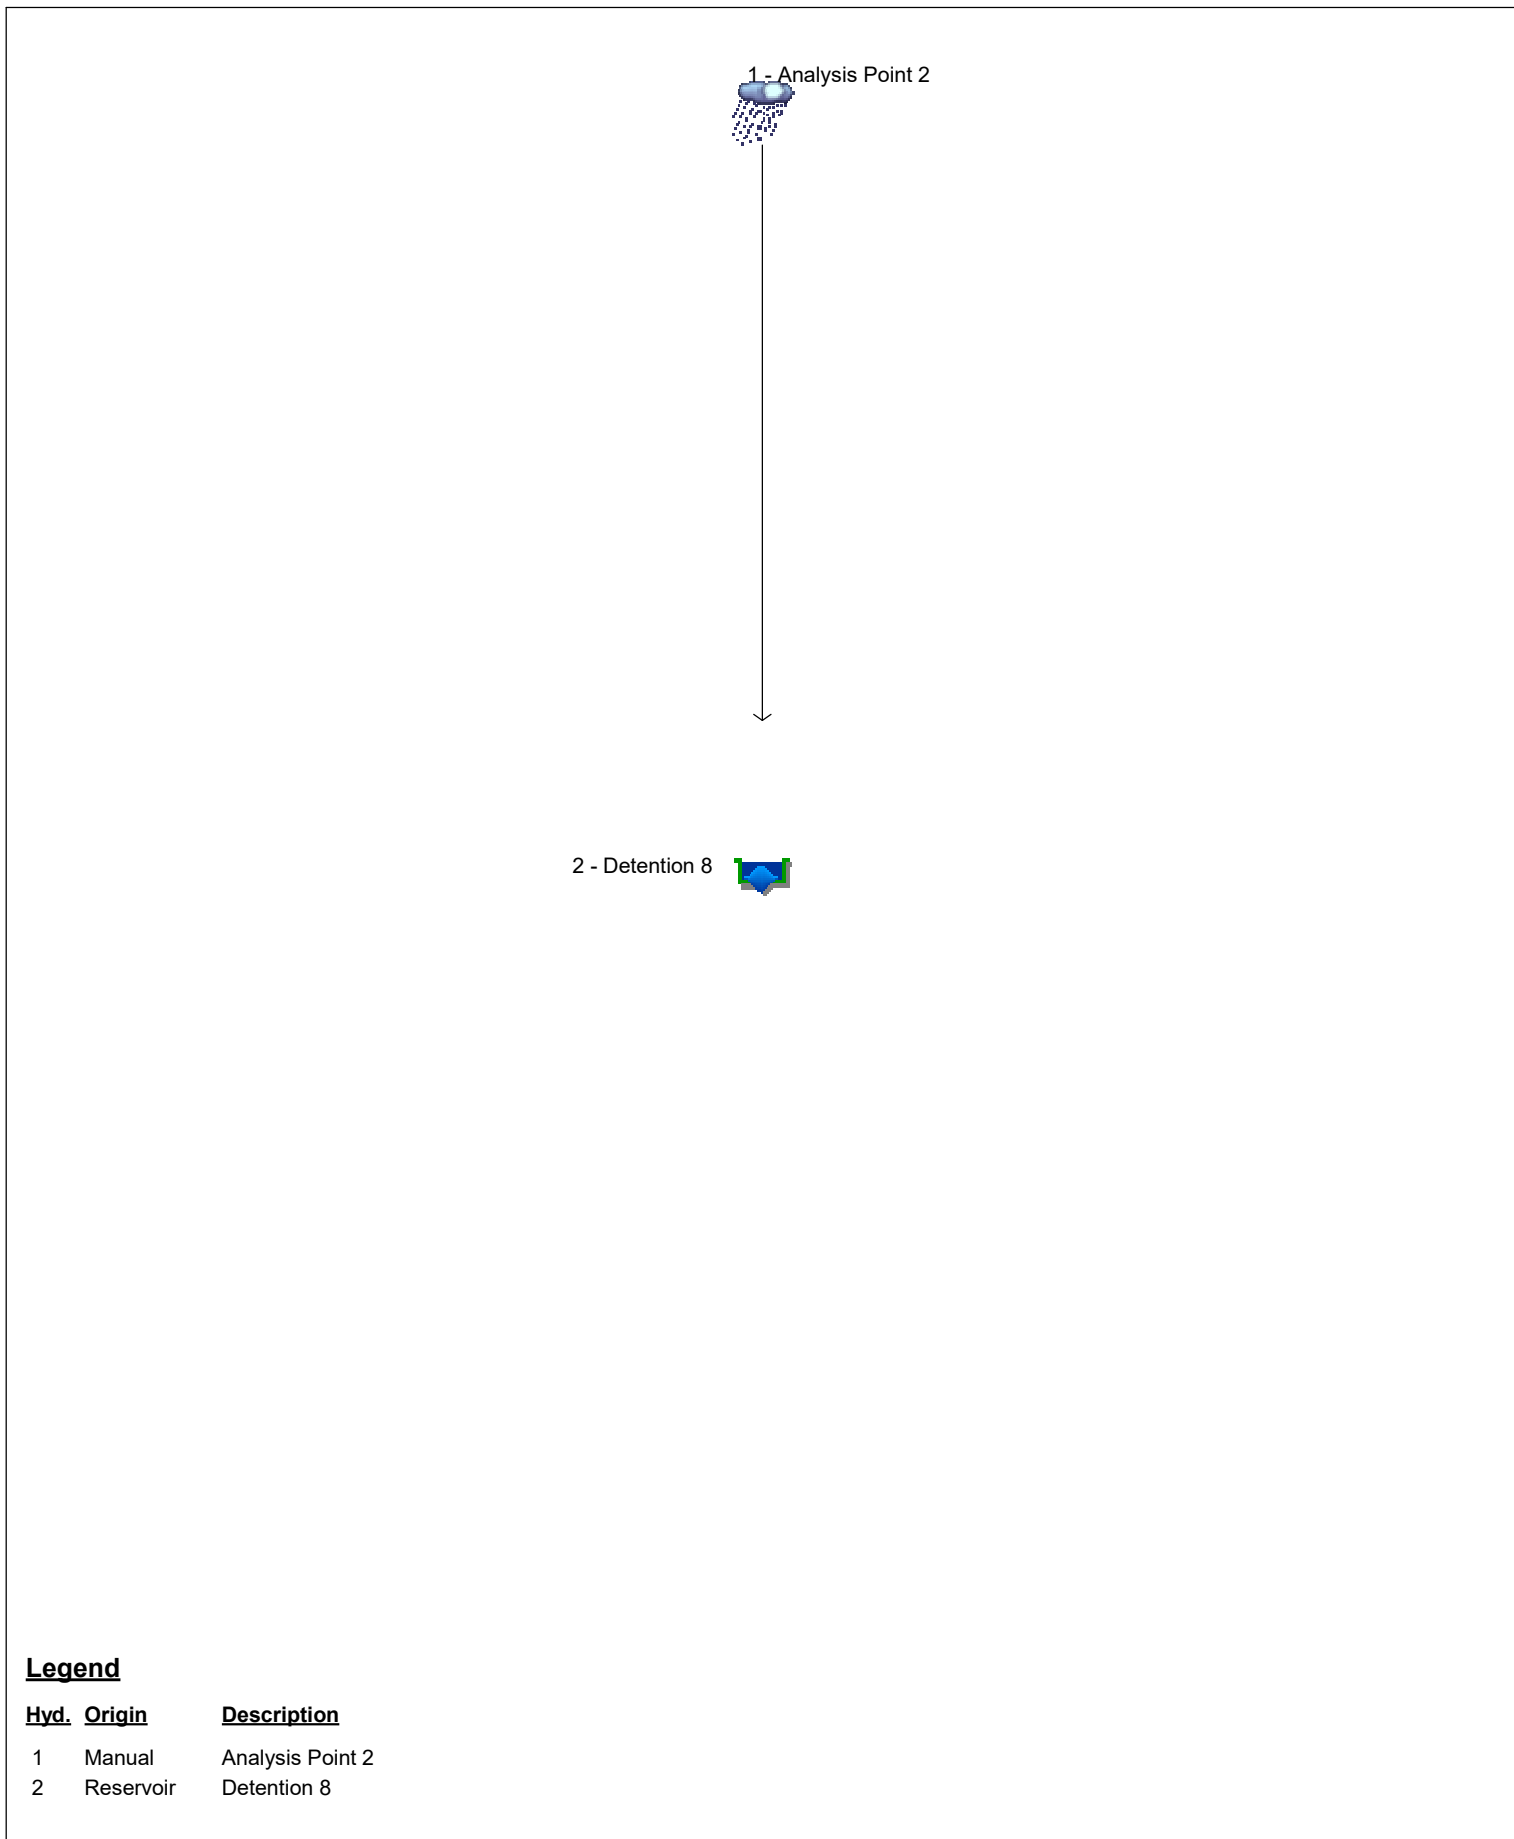 1 - Analysis Point 2
2 - Detention 8
Legend
Hyd. Origin Description
1 Manual Analysis Point 2
2 Reservoir Detention 8